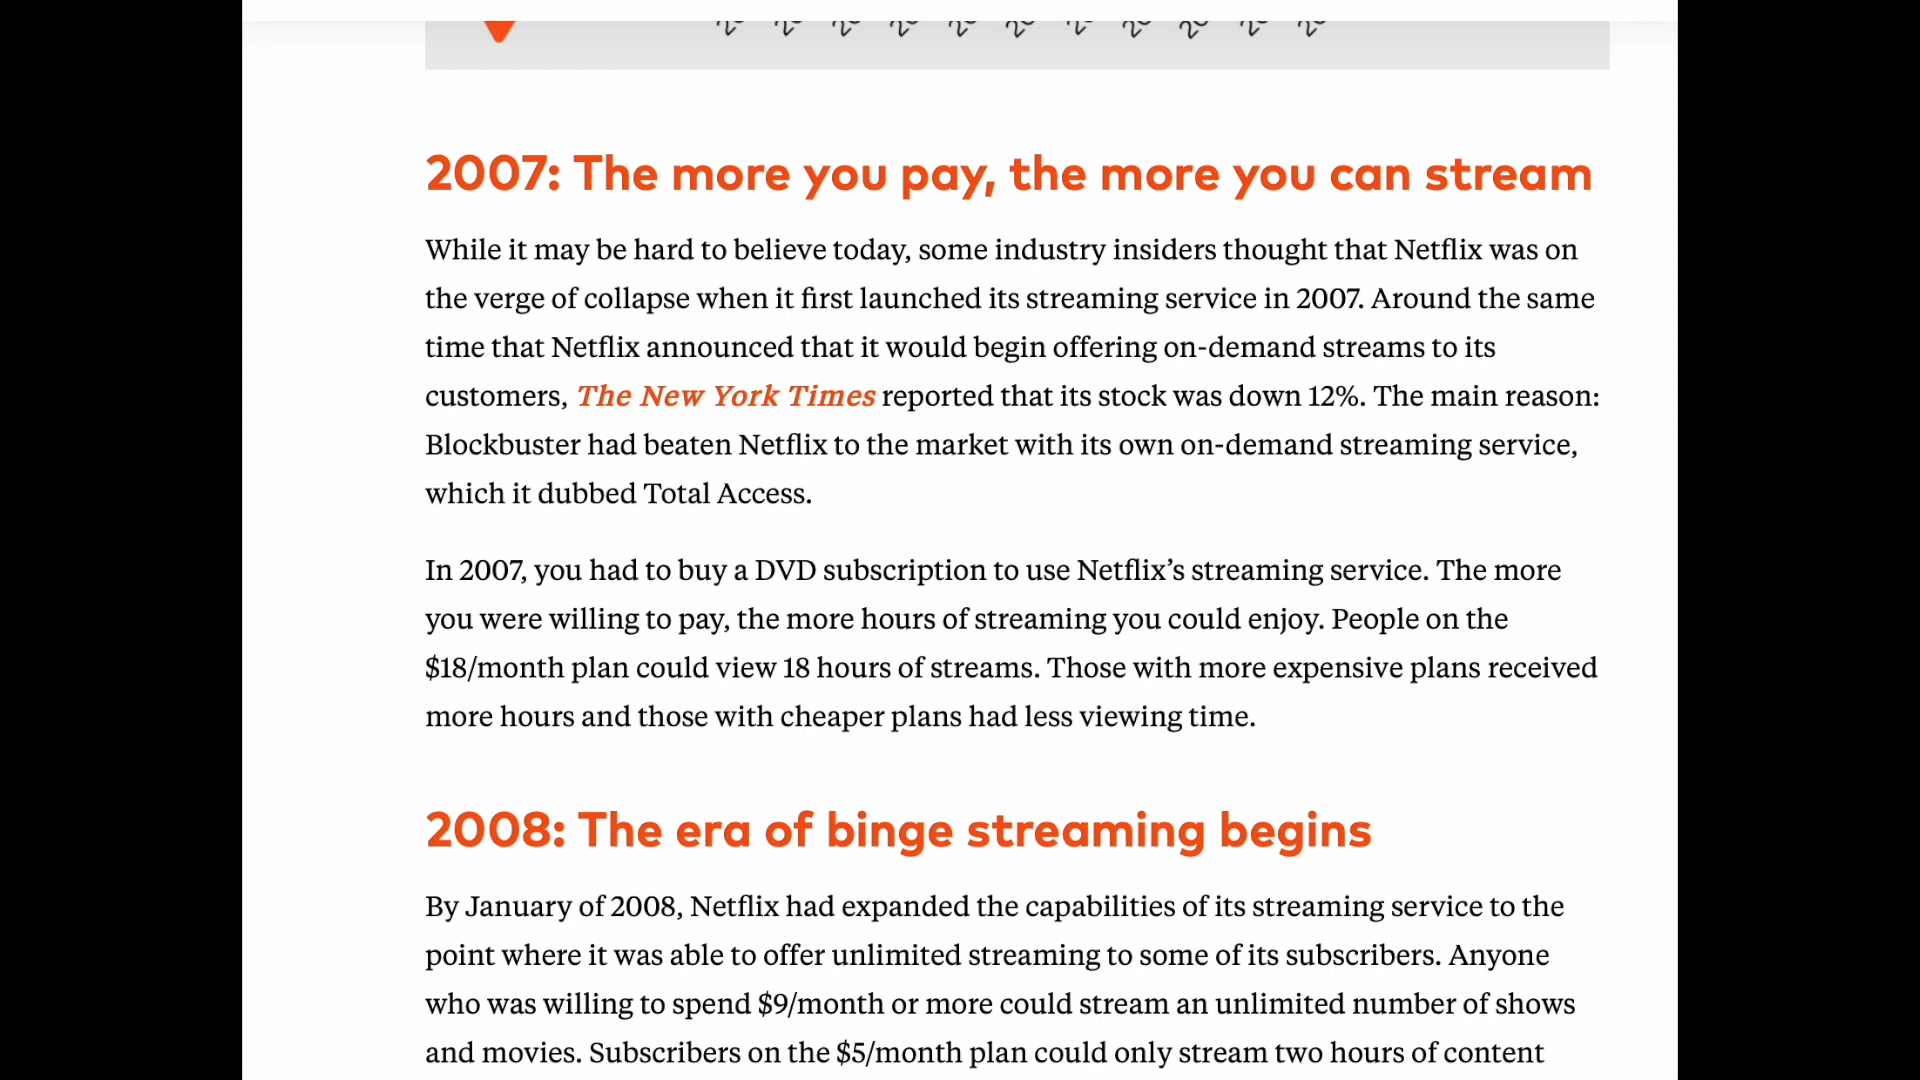 2007: The more you pay, the more you can stream
While it may be hard to believe today, some industry insiders thought that Netflix was on
the verge of collapse when it first launched its streaming service in 2007. Around the same
time that Netflix announced that it would begin offering on-demand streams to its
customers, The New York Times reported that its stock was down 12%. The main reason:
Blockbuster had beaten Netflix to the market with its own on-demand streaming service,
which it dubbed Total Access.
In 2007, you had to buy a DVD subscription to use Netflix’s streaming service. The more
you were willing to pay, the more hours of streaming you could enjoy. People on the
$18/month plan could view 18 hours of streams. Those with more expensive plans received
more hours and those with cheaper plans had less viewing time.
2008: The era of binge streaming begins
By January of 2008, Netflix had expanded the capabilities of its streaming service to the
point where it was able to offer unlimited streaming to some of its subscribers. Anyone
who was willing to spend $9/month or more could stream an unlimited number of shows
and movies. Subscribers on the $5/month plan could only stream two hours of content